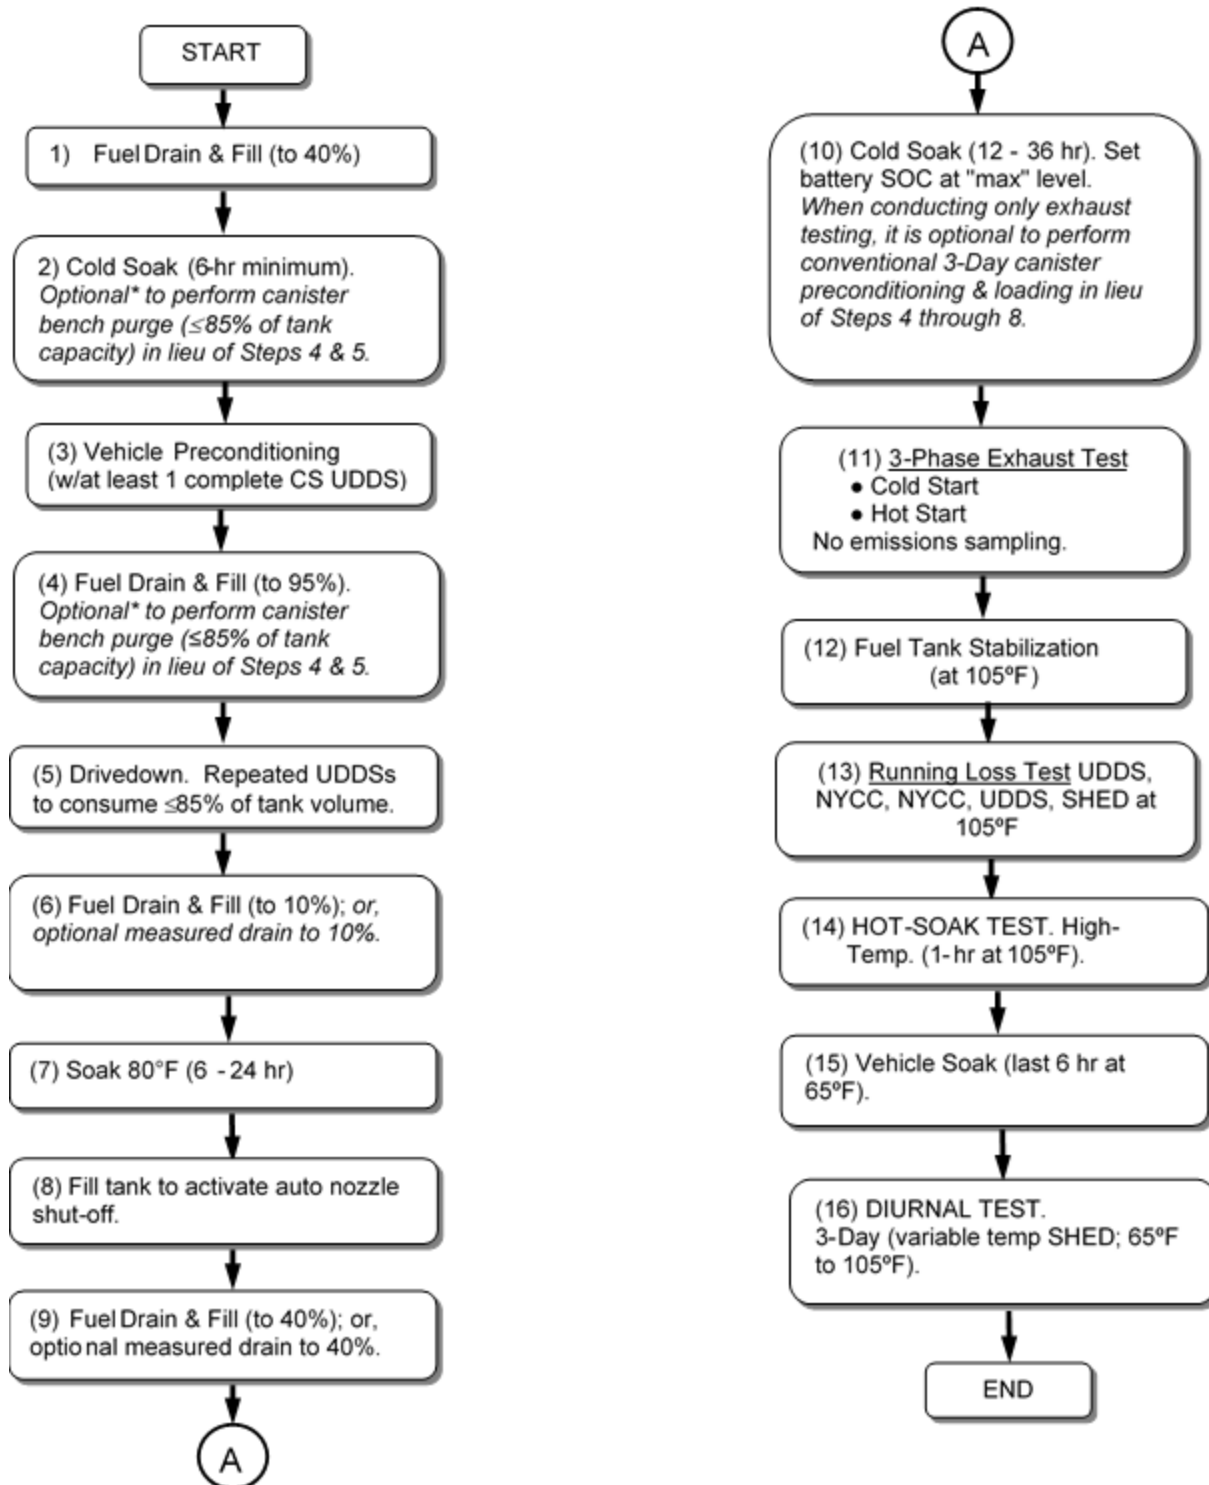 START
1) Fuel Drain & Fill (to 40%)
2) Cold Soak (6-hr minimum).
Optional* to perform canister
bench purge (≤85% of tank
capacity) in lieu of Steps 4 & 5.
(3) Vehicle Preconditioning
(w/at least 1 complete CS UDDS)
(4) Fuel Drain & Fill (to 95%).
Optional* to perform canister
bench purge (≤85% of tank
capacity) in lieu of Steps 4 & 5.
(5) Drivedown. Repeated UDDSs
to consume ≤85% of tank volume.
(6) Fuel Drain & Fill (to 10%); or,
optional measured drain to 10%.
(7) Soak 80°F (6 - 24 hr)
(8) Fill tank to activate auto nozzle
shut-off.
(9) Fuel Drain & Fill (to 40%); or,
optional measured drain to 40%.
A
A
(10) Cold Soak (12 - 36 hr). Set
battery SOC at "max" level.
When conducting only exhaust
testing, it is optional to perform
conventional 3-Day canister
preconditioning & loading in lieu
of Steps 4 through 8.
(11) 3-Phase Exhaust Test
● Cold Start
● Hot Start
No emissions sampling.
(12) Fuel Tank Stabilization
(at 105ºF)
(13) Running Loss Test UDDS,
NYCC, NYCC, UDDS, SHED at
105ºF
(14) HOT-SOAK TEST. High-
Temp. (1-hr at 105ºF).
(15) Vehicle Soak (last 6 hr at
65ºF).
(16) DIURNAL TEST.
3-Day (variable temp SHED; 65ºF
to 105ºF).
END